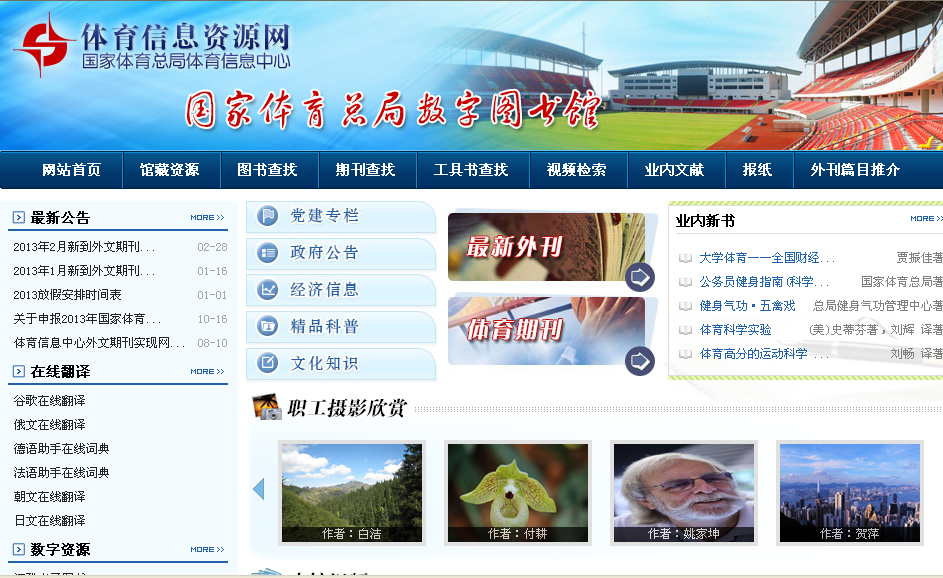 体育信息资源网
国家体育总局体育信息中心
国家体育总局数字图书馆
网站首页 馆藏资源 图书查找 期刊查找 工具书查找 视频检索 业内文献 报纸 外刊篇目推介
最新公告 MORE >>
2013年2月新到外文期刊. . . 02-28
2013年1月新到外文期刊. . . 01-16
2013放假安排时间表 01-01
关于申报2013年国家体育. . . 10-16
体育信息中心外文期刊实现网. . . 08-10
在线翻译 MORE >>
谷歌在线翻译
俄文在线翻译
德语助手在线词典
法语助手在线词典
朝文在线翻译
日文在线翻译
数字资源 MORE >>
党建专栏
政府公告
经济信息
精品科普
文化知识
最新外刊
体育期刊
业内新书 MORE >>
大学体育一一全国财经. . . 贾振佳著
公务员健身指南(科学. . . 国家体育总局著
健身气功·五禽戏 总局健身气功管理中心著
体育科学实验 (美)史蒂芬著，刘辉 译著
体育高分的运动科学 . . . 刘畅 译著
职工摄影欣赏
作者：白洁
作者：付耕
作者：姚家坤
作者：贺萍